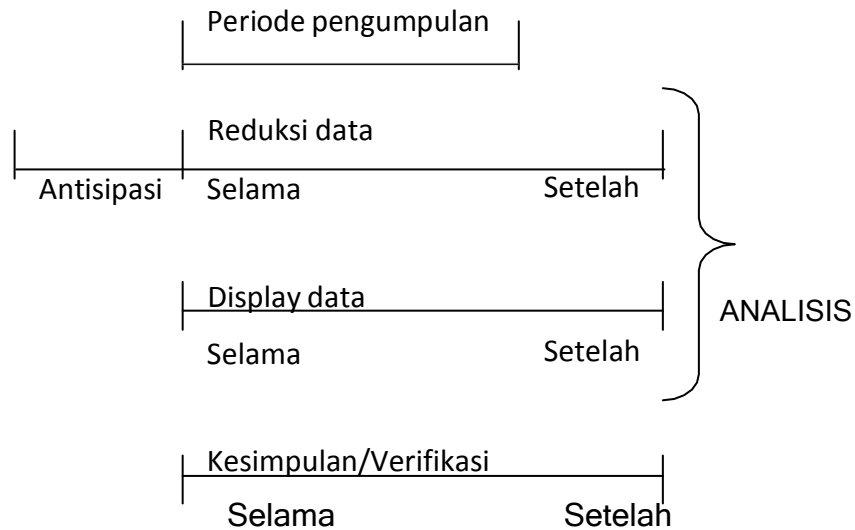 Periode pengumpulan
Reduksi data
Antisipasi Selama Setelah
Display data
ANALISIS
Selama Setelah
Kesimpulan/Verifikasi
Selama Setelah